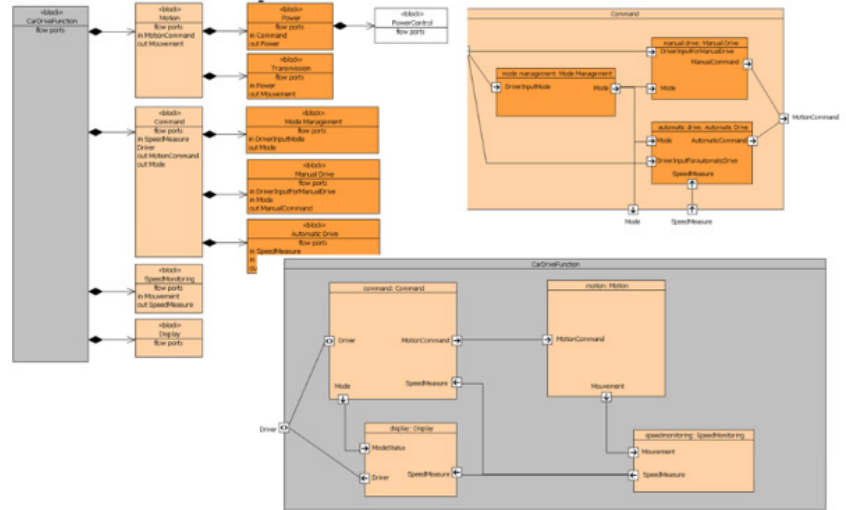 «block»
CarDriveFunction
flow ports
«block»
Motion
flow ports
in MotionCommand
out Mouvement
«block»
Power
flow ports
in Command
out Power
«block»
PowerControl
flow ports
«block»
Transmission
flow ports
in Power
out Mouvement
«block»
Command
flow ports
in SpeedMeasure
Driver
out MotionCommand
out Mode
«block»
Mode Management
flow ports
in DriverInputMode
out Mode
«block»
Manual Drive
flow ports
in DriverInputForManualDrive
in Mode
out ManualCommand
«block»
Automatic Drive
flow ports
in SpeedMeasure
in
«block»
SpeedMonitoring
flow ports
in Mouvement
out SpeedMeasure
«block»
Display
flow ports
Command
manual drive: Manual Drive
DriverInputForManualDrive
ManualCommand
Mode
mode management: Mode Management
DriverInputMode
Mode
automatic drive: Automatic Drive
Mode
AutomaticCommand
DriverInputForAutomaticDrive
SpeedMeasure
MotionCommand
Mode
SpeedMeasure
CarDriveFunction
command: Command
Driver
MotionCommand
SpeedMeasure
Mode
motion: Motion
MotionCommand
Mouvement
Driver
display: Display
ModeStatus
Driver
SpeedMeasure
speedmonitoring: SpeedMonitoring
Mouvement
SpeedMeasure